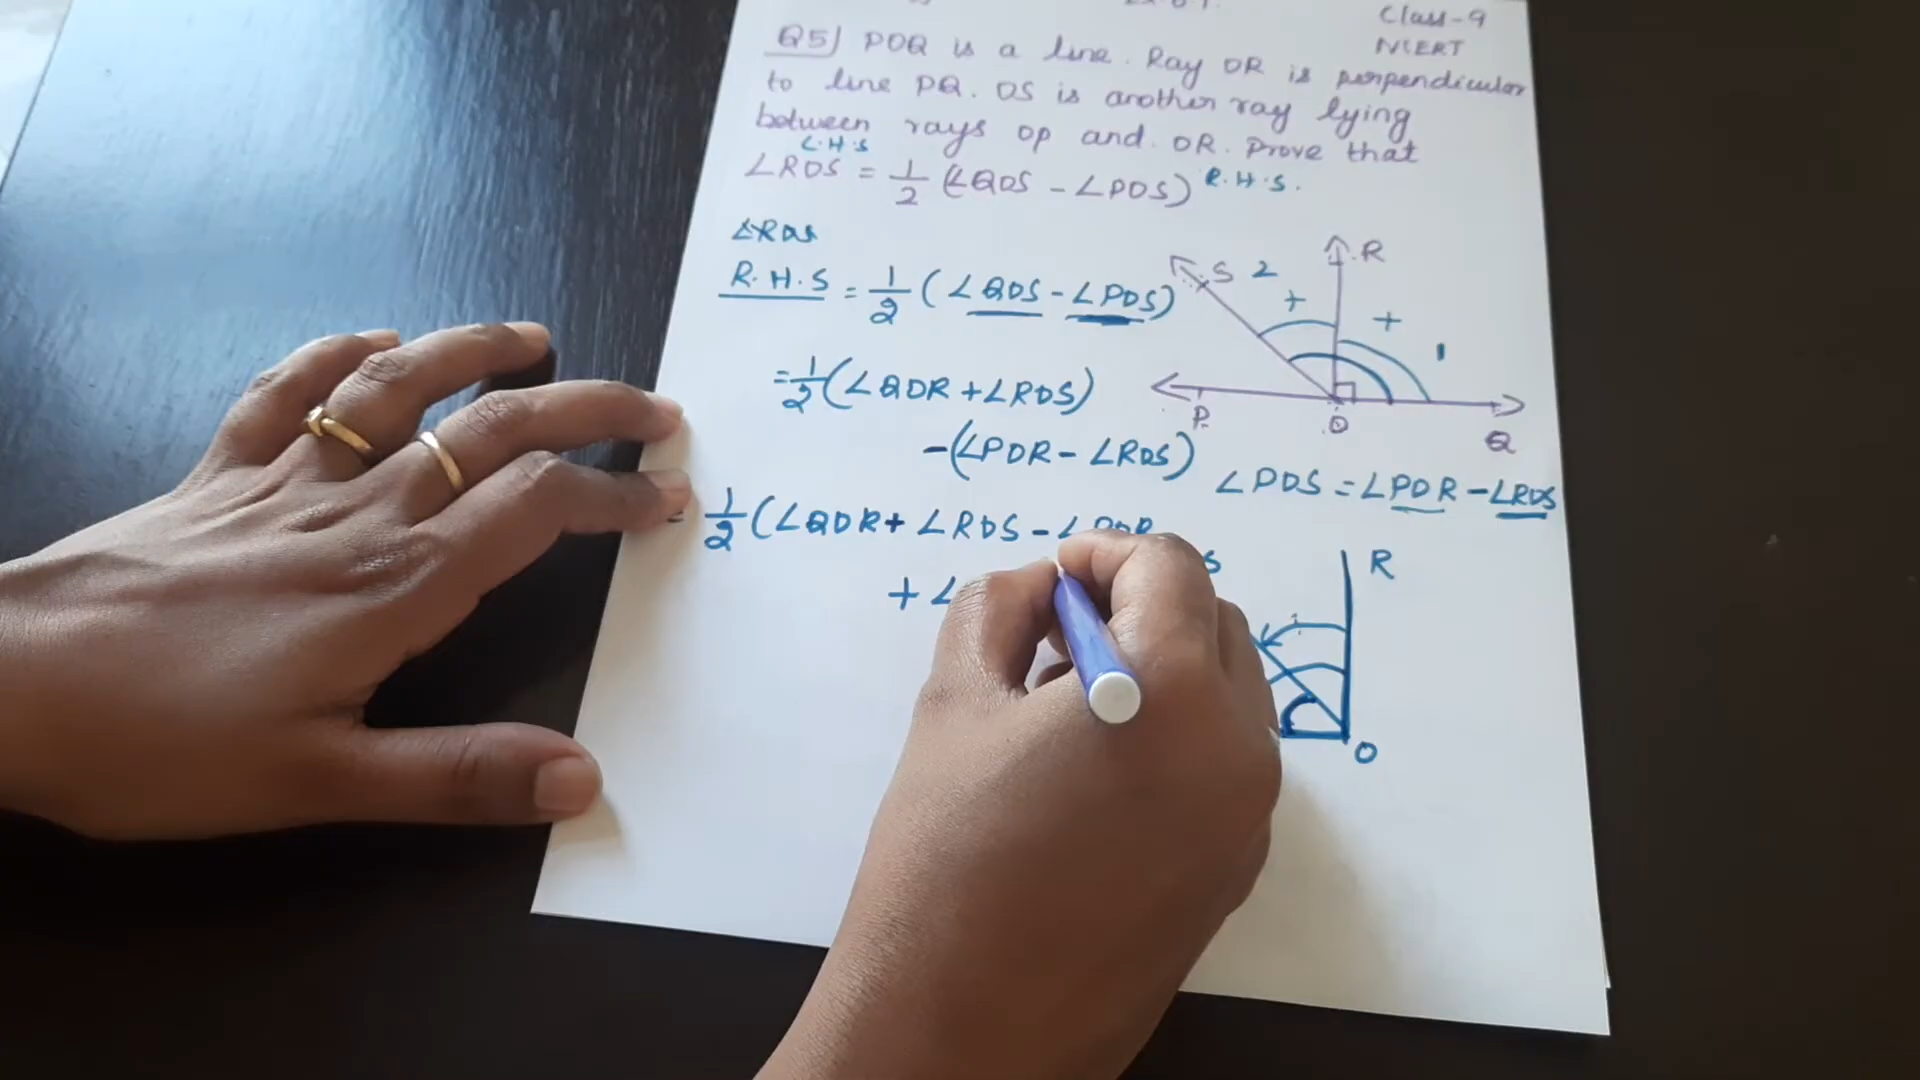 Class-9
NCERT
Q5) POQ is a line. Ray OR is perpendicular
to line PQ. OS is another ray lying
between rays OP and OR. Prove that
L.H.S
∠ROS = 1/2 (∠QOS - ∠POS) R.H.S.
R.H.S = 1/2 (∠QOS - ∠POS)
= 1/2 (∠QOR + ∠ROS)
-(∠POR - ∠ROS)
= 1/2 (∠QOR + ∠ROS - ∠POR
+ ∠
S 2 R
+ +
1
P O Q
∠POS = ∠POR - ∠ROS
S R
O